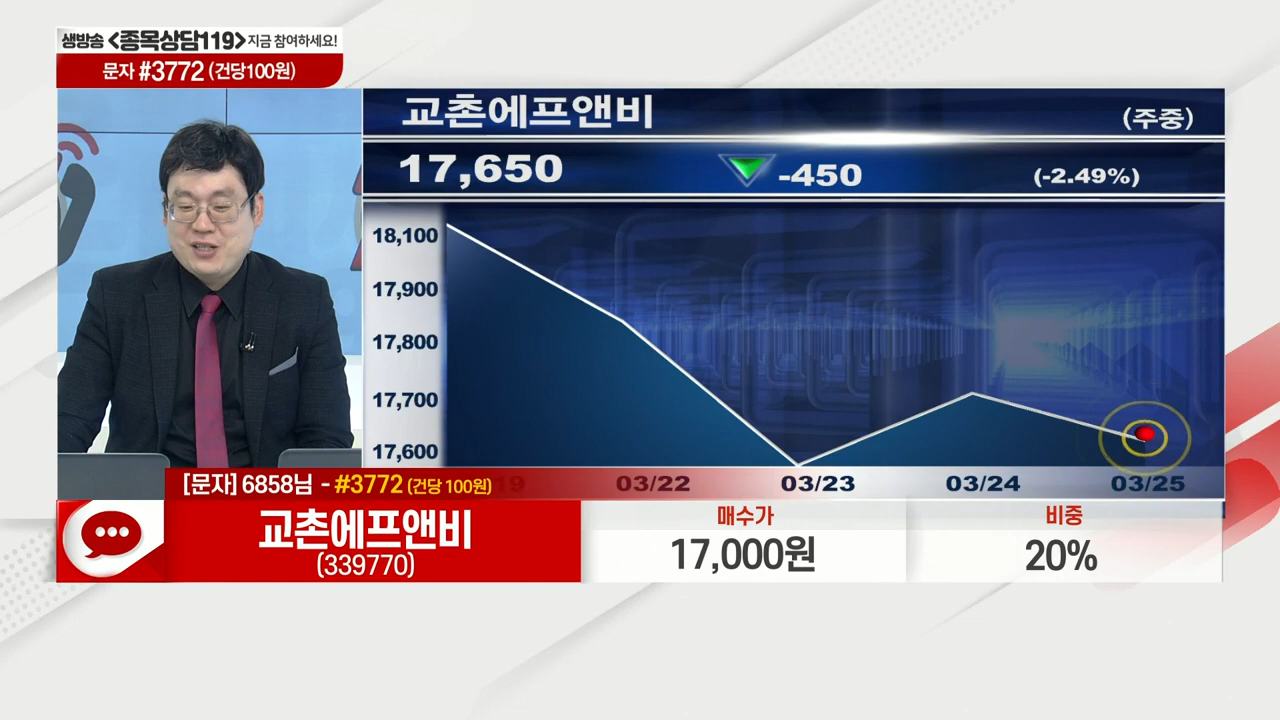 생방송 <종목상담119> 지금 참여하세요!
문자 #3772 (건당100원)
교촌에프앤비 (주중)
17,650 -450 (-2.49%)
18,100
17,900
17,800
17,700
17,600
03/22 03/23 03/24 03/25
[문자] 6858님 - #3772 (건당 100원)
교촌에프앤비
(339770)
매수가
17,000원
비중
20%